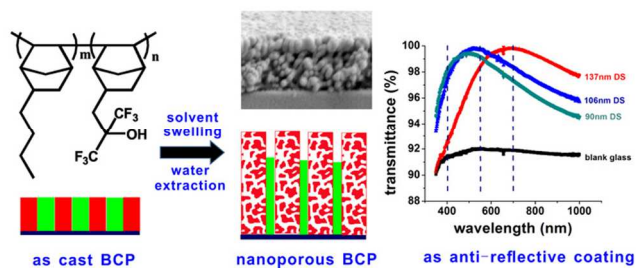 m
n
CF₃
OH
F₃C
solvent
swelling
water
extraction
as cast BCP
nanoporous BCP
transmittance (%)
100
98
96
94
92
90
88
137nm DS
106nm DS
90nm DS
blank glass
400 600 800 1000
wavelength (nm)
as anti-reflective coating